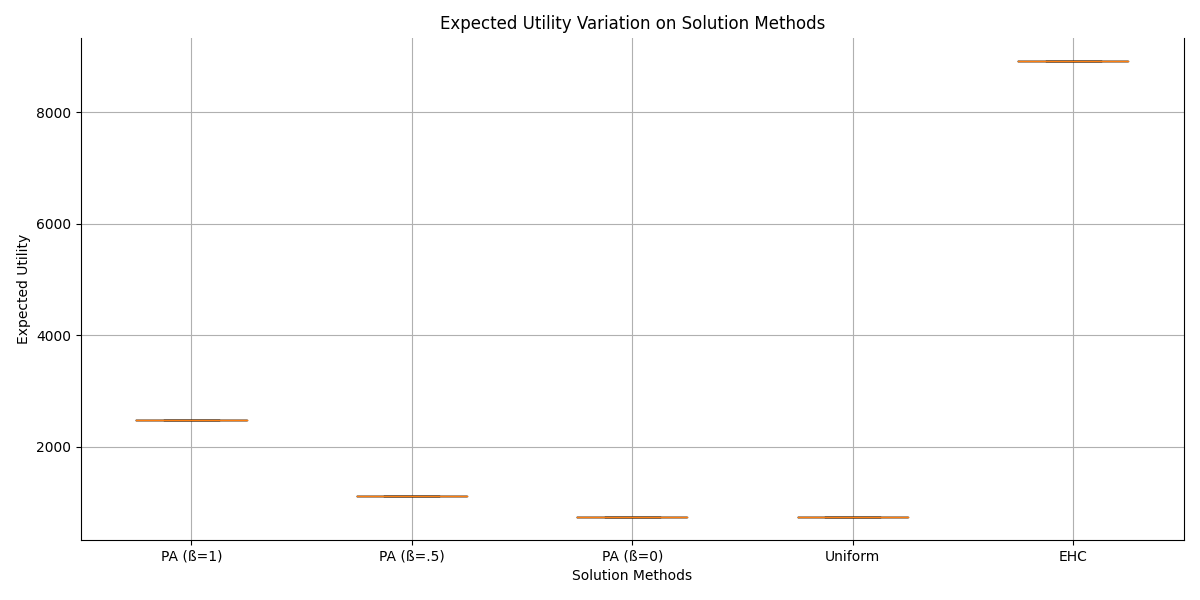 Expected Utility Variation on Solution Methods
Expected Utility
8000
6000
4000
2000
PA (ß=1) PA (ß=.5) PA (ß=0) Uniform EHC
Solution Methods